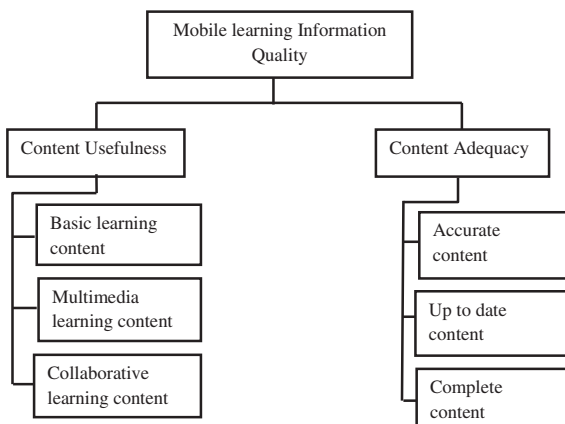 Mobile learning Information
Quality
Content Usefulness
Basic learning
content
Multimedia
learning content
Collaborative
learning content
Content Adequacy
Accurate
content
Up to date
content
Complete
content